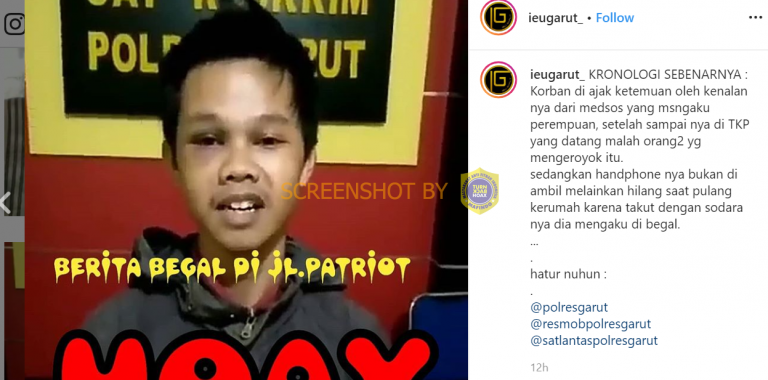 SAT RESKRIM
POLRES GARUT
SCREENSHOT BY
TURN BACK HOAX
BERITA BEGAL DI JL.PATRIOT
HOAX
ieugarut_ • Follow
ieugarut_ KRONOLOGI SEBENARNYA :
Korban di ajak ketemuan oleh kenalan
nya dari medsos yang msngaku
perempuan, setelah sampai nya di TKP
yang datang malah orang2 yg
mengeroyok itu.
sedangkan handphone nya bukan di
ambil melainkan hilang saat pulang
kerumah karena takut dengan sodara
nya dia mengaku di begal.
...
.
hatur nuhun :
.
@polresgarut
@resmobpolresgarut
@satlantaspolresgarut
12h